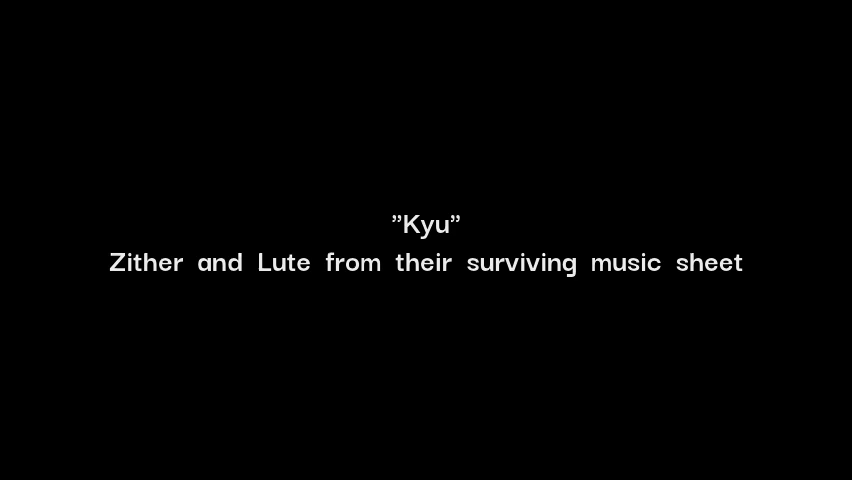 ”Kyu”
Zither and Lute from their surviving music sheet